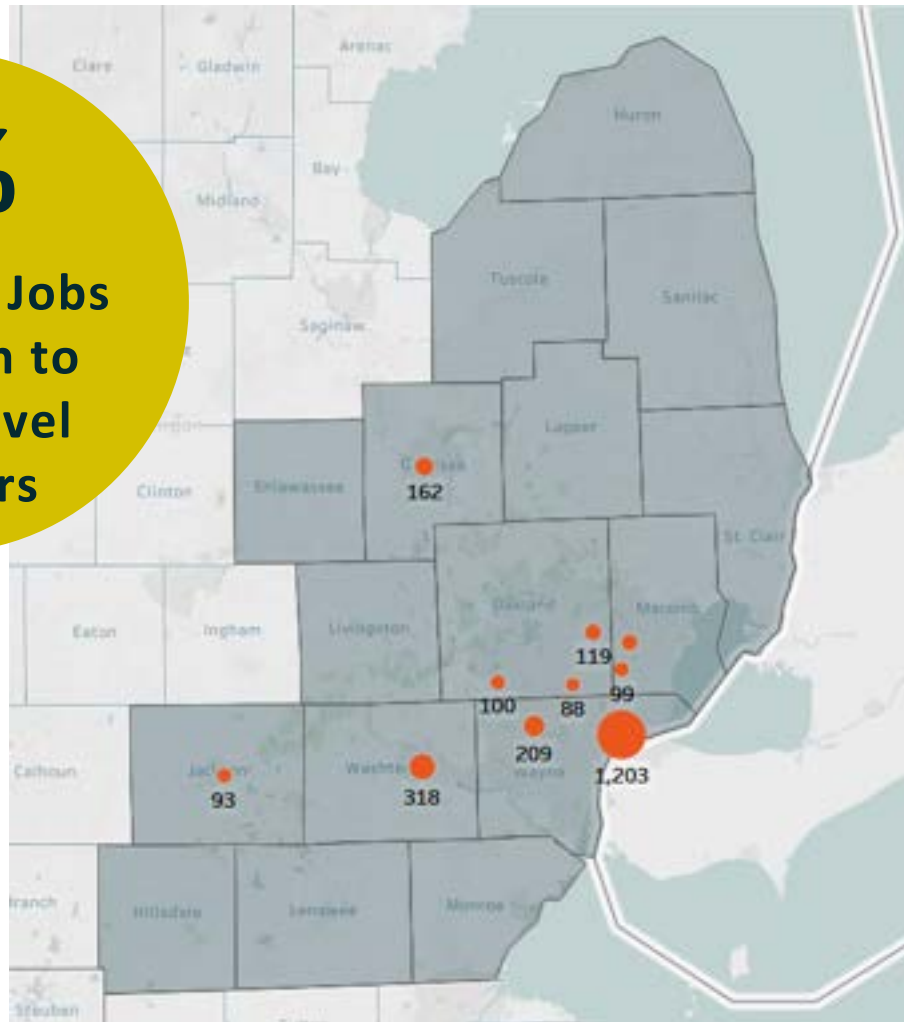 %
Jobs
to
vel
rs
Arenac
Clare
Gladwin
Huron
Bay
Midland
Tuscola
Sanilac
Saginaw
Lapeer
Clinton
162
St. Clair
Eaton
Ingham
Livingston
Oakland
Macomb
119
99
100
88
209
Wayne
1,203
Calhoun
93
318
Branch
Hillsdale
Lenawee
Monroe
Steuben